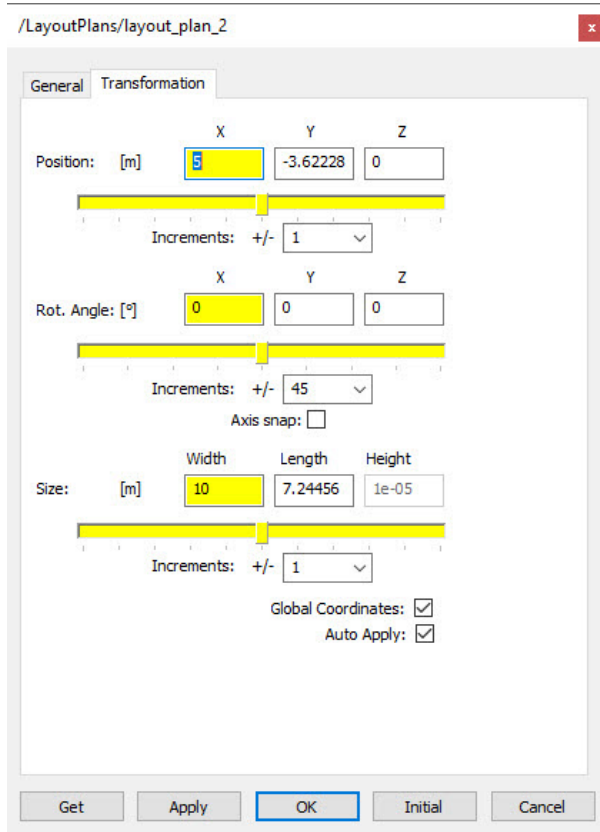 /LayoutPlans/layout_plan_2
x
General Transformation
X Y Z
Position: [m] 5 -3.62228 0
Increments: +/- 1
X Y Z
Rot. Angle: [°] 0 0 0
Increments: +/- 45
Axis snap:
Width Length Height
Size: [m] 10 7.24456 1e-05
Increments: +/- 1
Global Coordinates:
Auto Apply:
Get Apply OK Initial Cancel